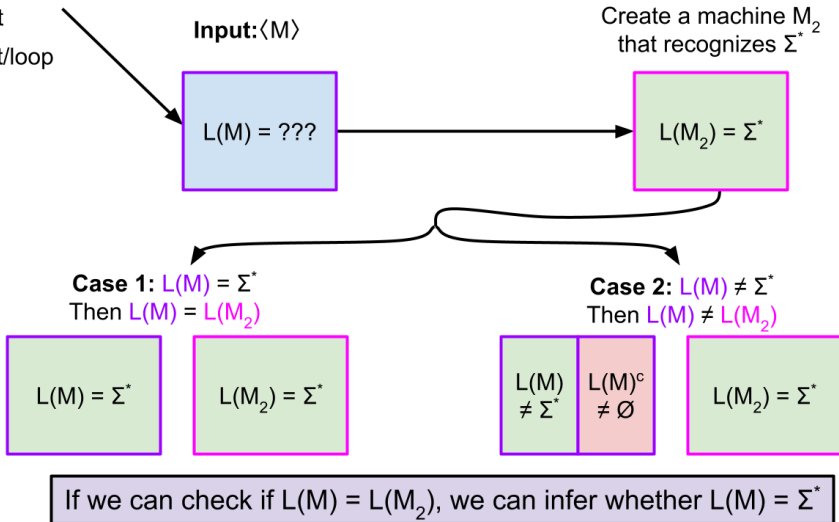 Input:⟨M⟩
Create a machine M₂
that recognizes Σ*
t/loop
L(M) = ???
L(M₂) = Σ*
Case 1: L(M) = Σ*
Then L(M) = L(M₂)
Case 2: L(M) ≠ Σ*
Then L(M) ≠ L(M₂)
L(M) = Σ*
L(M₂) = Σ*
L(M)
≠ Σ*
L(M)ᶜ
≠ Ø
L(M₂) = Σ*
If we can check if L(M) = L(M₂), we can infer whether L(M) = Σ*